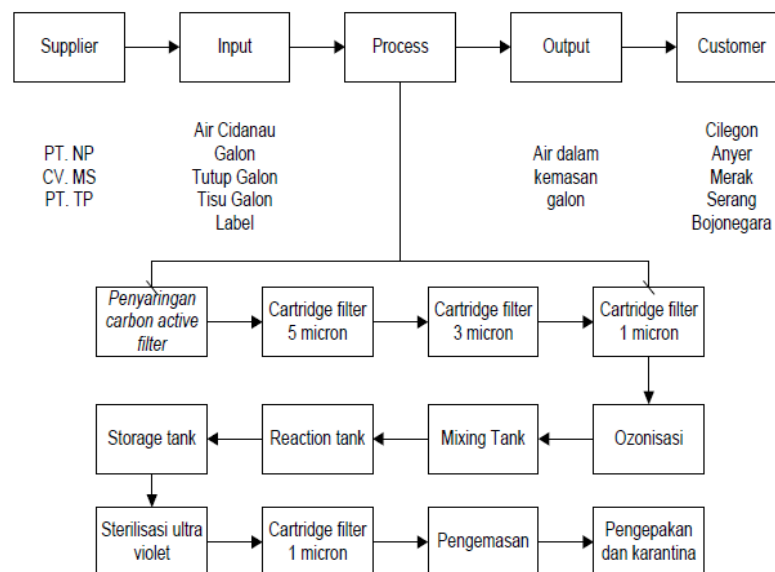 Supplier
Input
Process
Output
Customer
PT. NP
CV. MS
PT. TP
Air Cidanau
Galon
Tutup Galon
Tisu Galon
Label
Air dalam
kemasan
galon
Cilegon
Anyer
Merak
Serang
Bojonegara
Penyaringan
carbon active
filter
Cartridge filter
5 micron
Cartridge filter
3 micron
Cartridge filter
1 micron
Storage tank
Reaction tank
Mixing Tank
Ozonisasi
Sterilisasi ultra
violet
Cartridge filter
1 micron
Pengemasan
Pengepakan
dan karantina